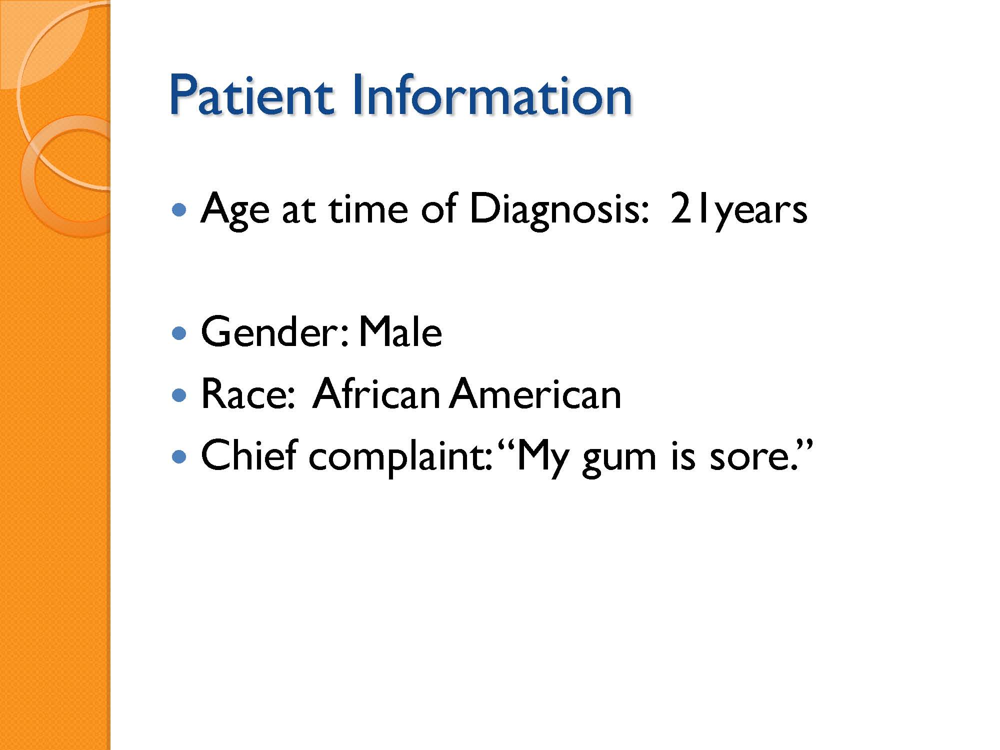 Patient Information
Age at time of Diagnosis: 21years
Gender: Male
Race: African American
Chief complaint: “My gum is sore.”